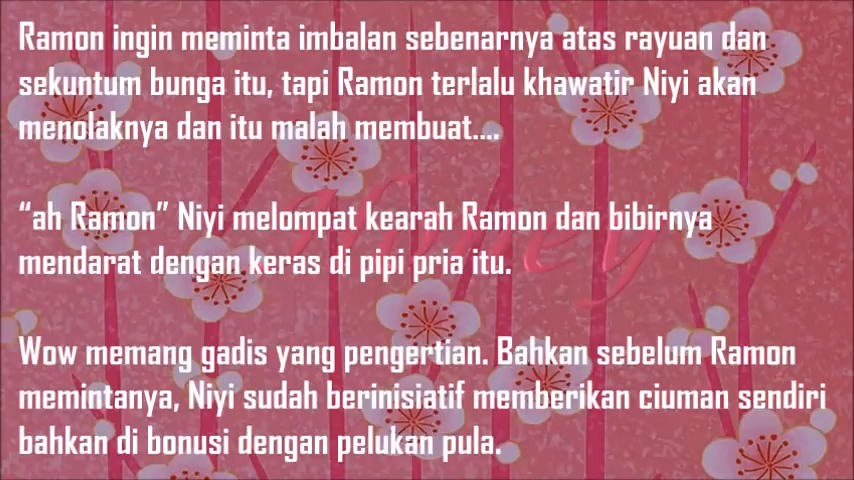 Ramon ingin meminta imbalan sebenarnya atas rayuan dan
sekuntum bunga itu, tapi Ramon terlalu khawatir Niyi akan
menolaknya dan itu malah membuat....
“ah Ramon” Niyi melompat kearah Ramon dan bibirnya
mendarat dengan keras di pipi pria itu.
Wow memang gadis yang pengertian. Bahkan sebelum Ramon
memintanya, Niyi sudah berinisiatif memberikan ciuman sendiri
bahkan di bonusi dengan pelukan pula.